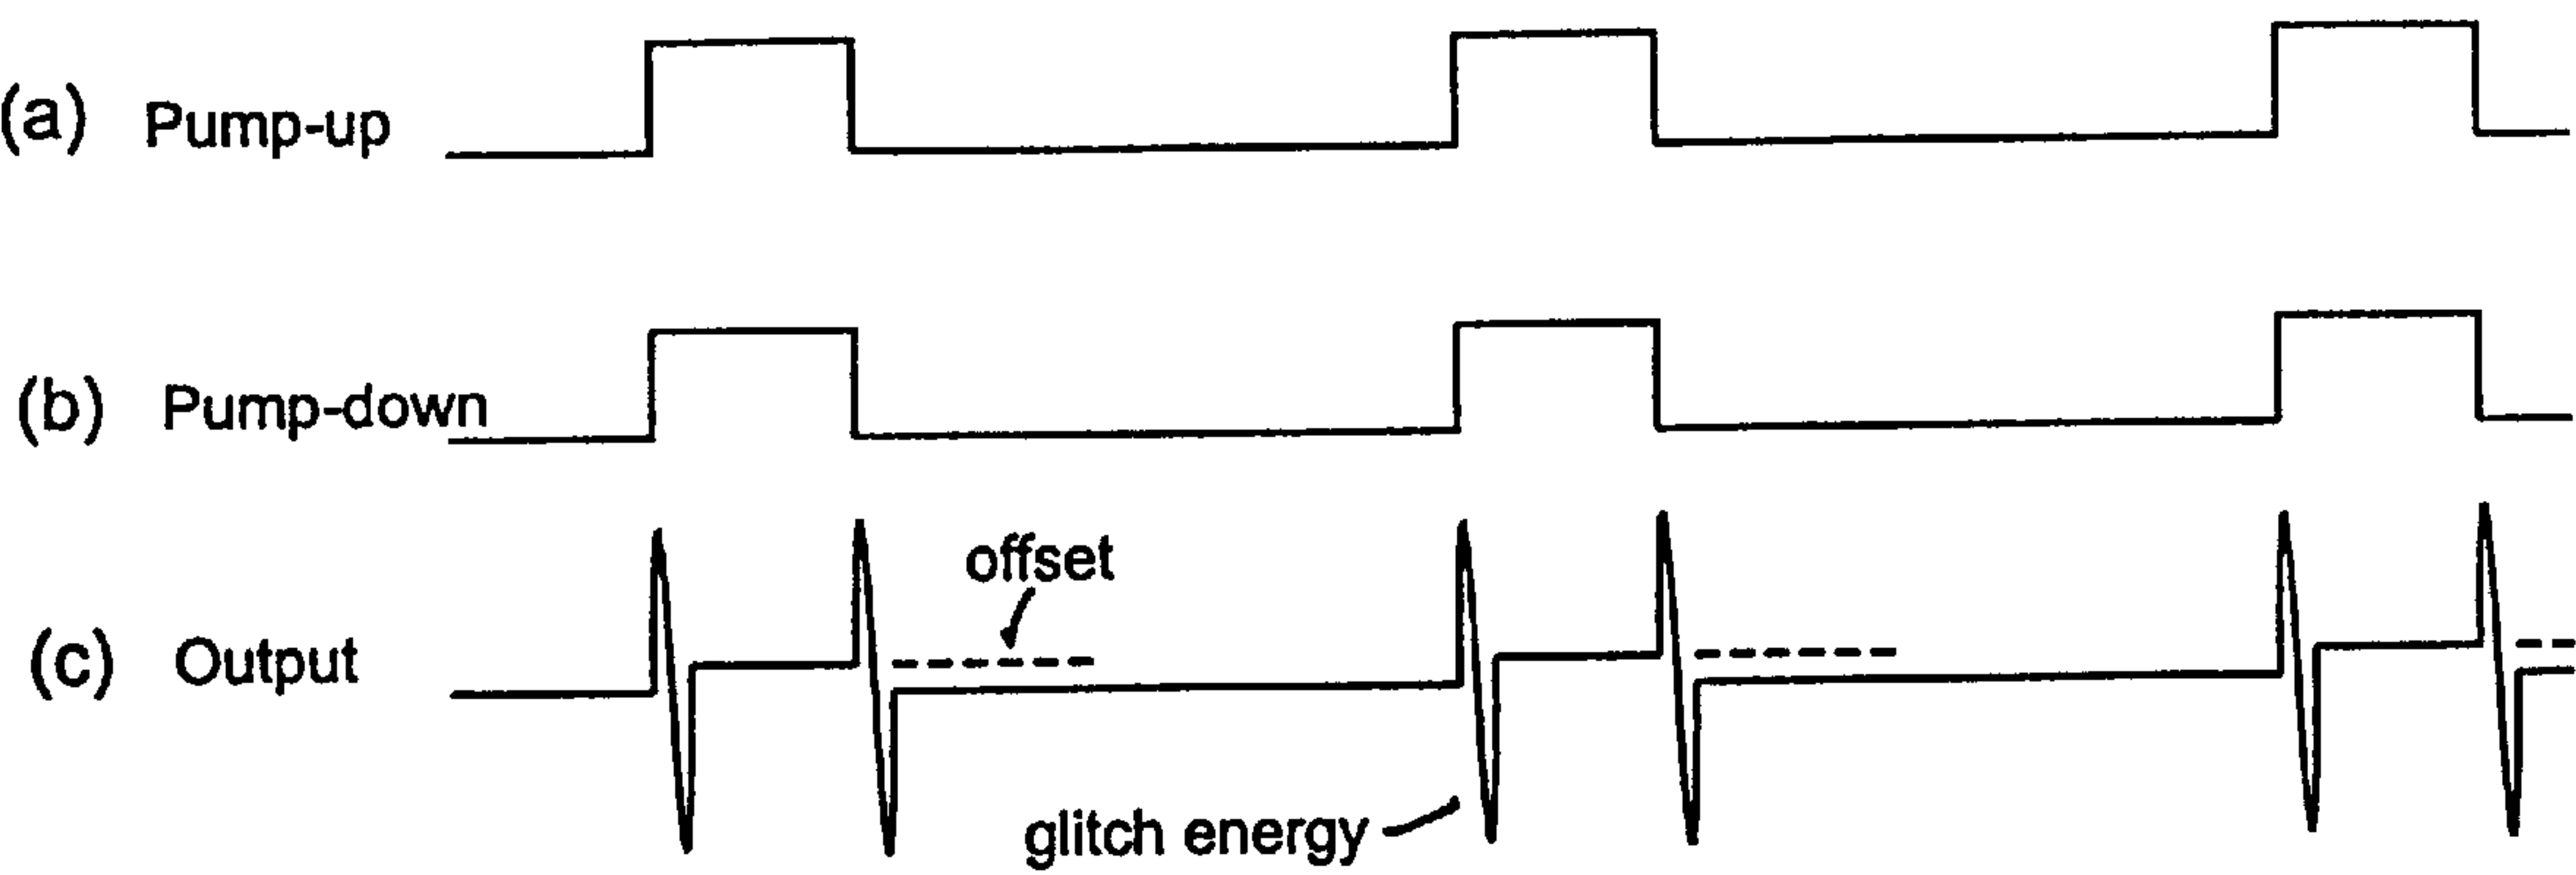 (a) Pump-up
(b) Pump-down
offset
(c) Output
glitch energy